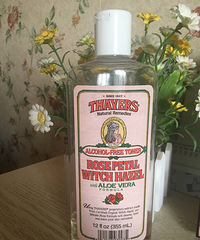 SINCE 1847
THAYERS
Natural Remedies
ALCOHOL-FREE TONER
ROSE PETAL
WITCH HAZEL
with ALOE VERA
FORMULA
12 fl oz (355 mL)